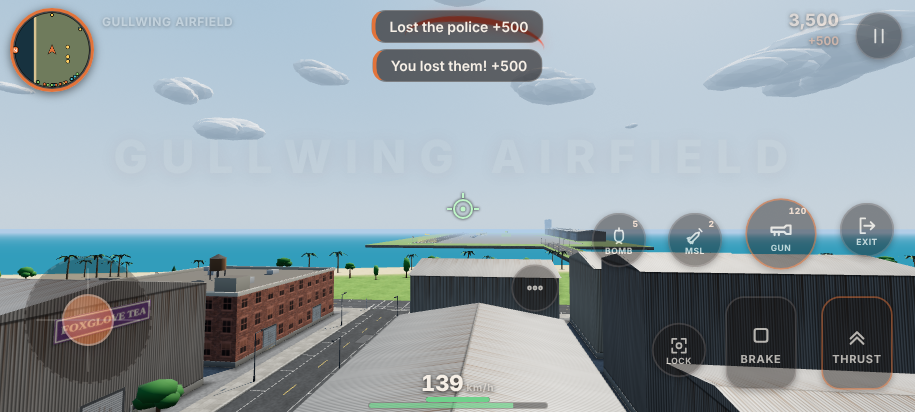 GULLWING AIRFIELD
Lost the police +500
3,500
+500
You lost them! +500
GULLWING AIRFIELD
120
5
2
BOMB
MSL
GUN
EXIT
FOXGLOVE TEA
LOCK
BRAKE
THRUST
139 km/h